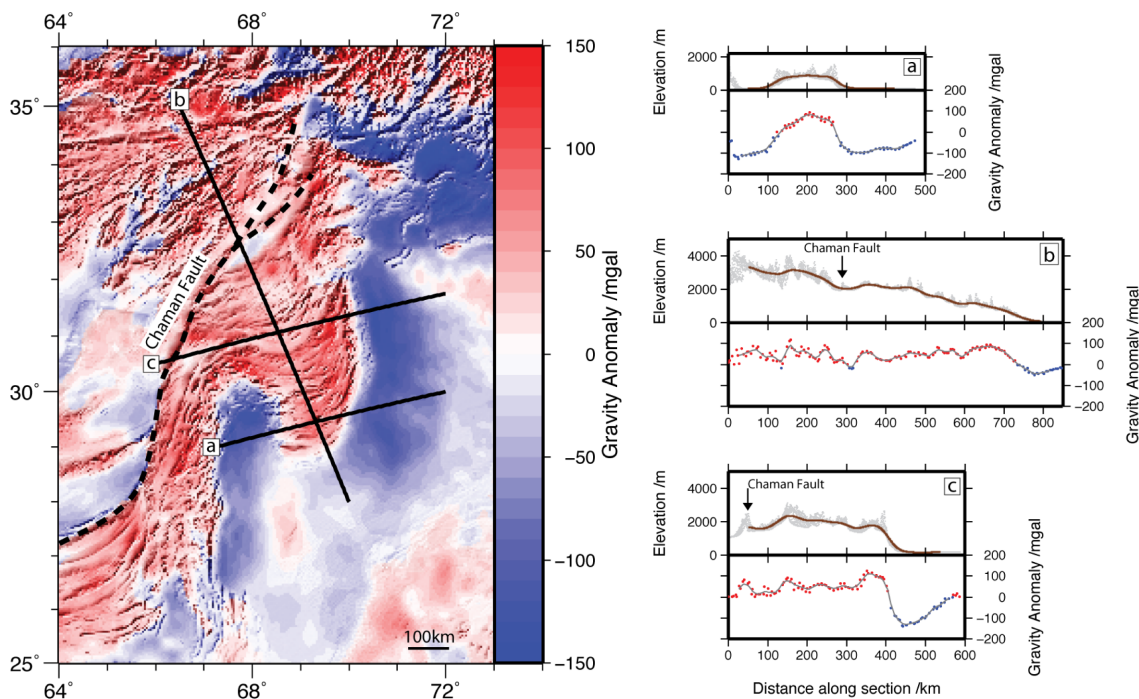 64˚
68˚
72˚
35˚
30˚
25˚
64˚
68˚
72˚
b
c
a
Chaman Fault
100km
150
100
50
0
−50
−100
−150
Gravity Anomaly /mgal
a
Elevation /m
2000
0
200
100
0
−100
−200
Gravity Anomaly /mgal
0 100 200 300 400 500
b
Chaman Fault
Elevation /m
4000
2000
0
200
100
0
−100
−200
Gravity Anomaly /mgal
0 100 200 300 400 500 600 700 800
c
Chaman Fault
Elevation /m
4000
2000
0
200
100
0
−100
−200
Gravity Anomaly /mgal
0 100 200 300 400 500 600
Distance along section /km